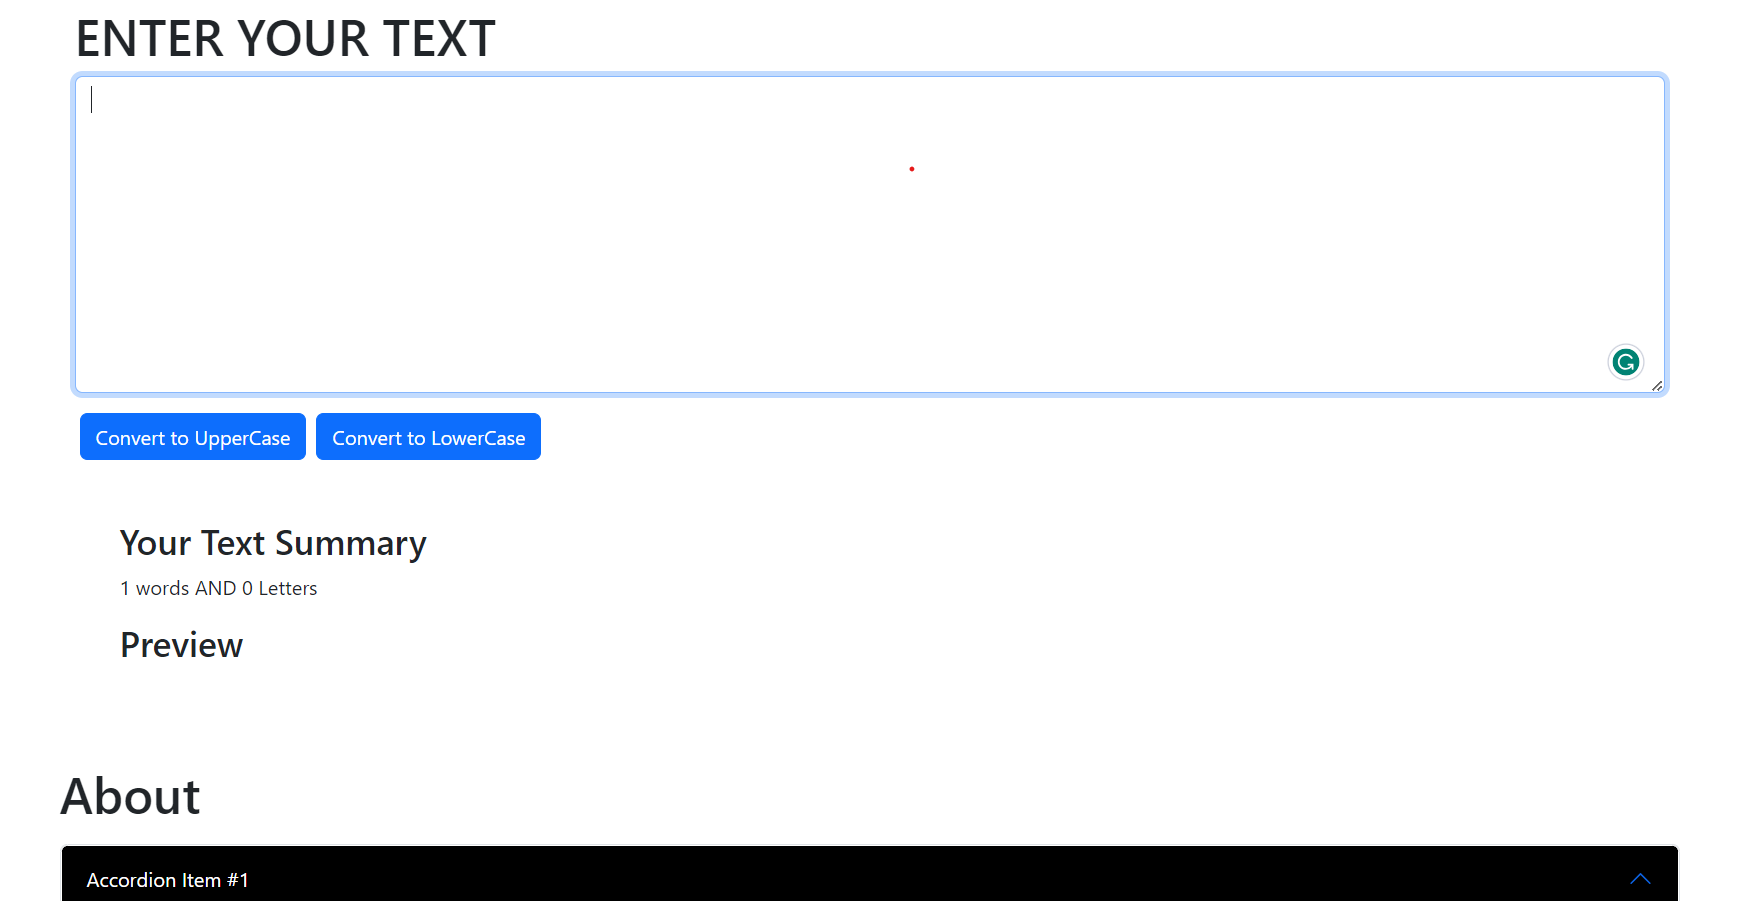 ENTER YOUR TEXT
Convert to UpperCase
Convert to LowerCase
Your Text Summary
1 words AND 0 Letters
Preview
About
Accordion Item #1